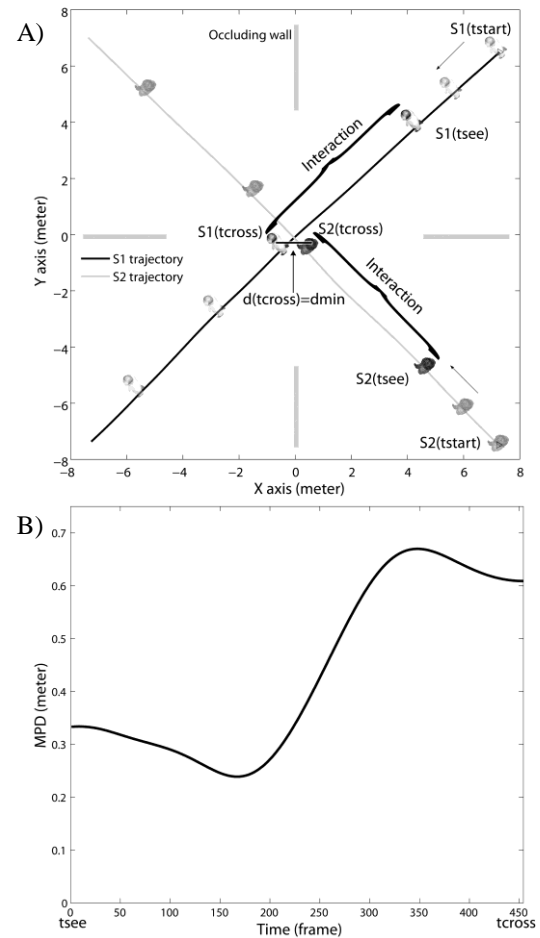 A)
8
6
4
2
0
−2
−4
−6
−8
Y axis (meter)
Occluding wall
S1(tstart)
S1(tsee)
Interaction
S1(tcross)
S2(tcross)
S1 trajectory
S2 trajectory
d(tcross)=dmin
Interaction
S2(tsee)
S2(tstart)
−8 −6 −4 −2 0 2 4 6 8
X axis (meter)
B)
0.7
0.6
0.5
0.4
0.3
0.2
0.1
0
MPD (meter)
0 50 100 150 200 250 300 350 400 450
tsee Time (frame) tcross